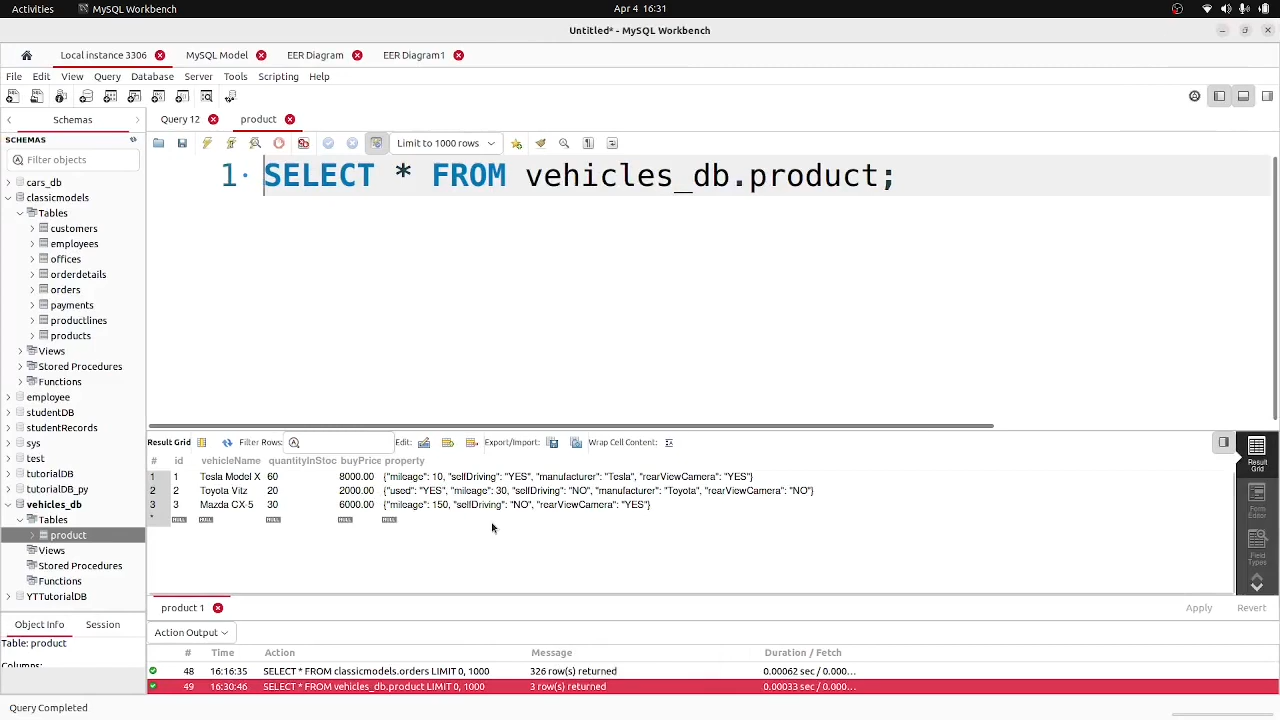 Activities MySQL Workbench Apr 4 16:31
Untitled* - MySQL Workbench
Local instance 3306 MySQL Model EER Diagram EER Diagram1
File Edit View Query Database Server Tools Scripting Help
Schemas Query 12 product
SCHEMAS Limit to 1000 rows
Filter objects
1 SELECT * FROM vehicles_db.product;
cars_db
classicmodels
Tables
customers
employees
offices
orderdetails
orders
payments
productlines
products
Views
Stored Procedures
Functions
employee
studentDB
studentRecords
sys
test
tutorialDB
tutorialDB_py
vehicles_db
Tables
product
Views
Stored Procedures
Functions
YTTutorialDB
Result Grid Filter Rows: Edit: Export/Import: Wrap Cell Content:
# id vehicleName quantityInStoc buyPrice property
1 1 Tesla Model X 60 8000.00 {"mileage": 10, "selfDriving": "YES", "manufacturer": "Tesla", "rearViewCamera": "YES"}
2 2 Toyola Vitz 20 2000.00 {"used": "YES", "mileage": 30, "selfDriving": "NO", "manufacturer": "Toyota", "rearViewCamera": "NO"}
3 3 Mazda CX-5 30 6000.00 {"mileage": 150, "selfDriving": "NO", "rearViewCamera": "YES"}
* NULL NULL NULL NULL NULL
Result
Grid
Form
Editor
Field
Types
product 1 Apply Revert
Object Info Session
Table: product
Columns:
Action Output
# Time Action Message Duration / Fetch
48 16:16:35 SELECT * FROM classicmodels.orders LIMIT 0, 1000 326 row(s) returned 0.00062 sec / 0.000...
49 16:30:46 SELECT * FROM vehicles_db.product LIMIT 0, 1000 3 row(s) returned 0.00033 sec / 0.000...
Query Completed